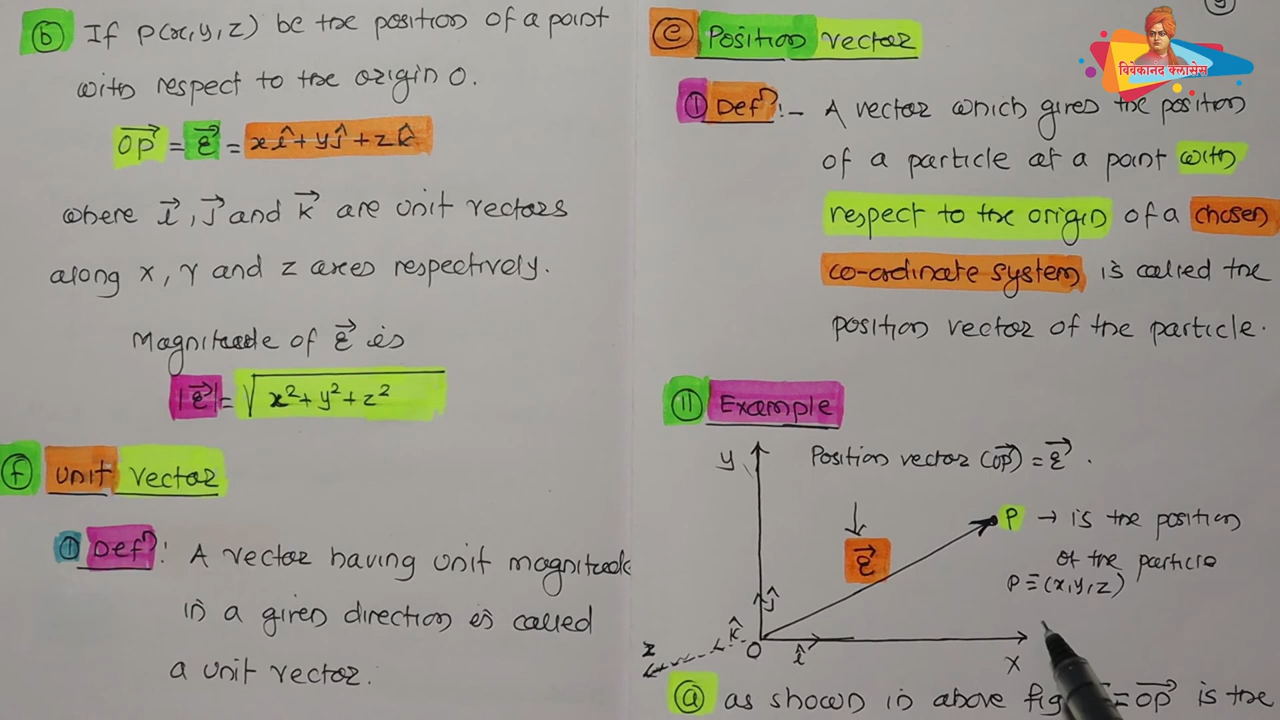 b If P(x,y,z) be the position of a point
with respect to the origin O.
OP⃗ = r⃗ = xî + yĵ + zk̂
where i⃗, j⃗ and k⃗ are unit vectors
along x, Y and z axes respectively.
Magnitude of r⃗ is
|r⃗| = √x²+y²+z²
f unit vector
I Defⁿ: A vector having unit magnitude
in a given direction is called
a unit vector.
e Position vector
I Defⁿ:- A vector which gives the position
of a particle at a point with
respect to the origin of a chosen
co-ordinate system is called the
position vector of the particle.
II Example
Position vector (OP⃗) = r⃗.
y
P → is the position
of the particle
P≡(x,y,z)
r⃗
ĵ
k̂
z
O
î
X
a as shown in above fig = OP⃗ is the
विवेकानंद क्लासेस